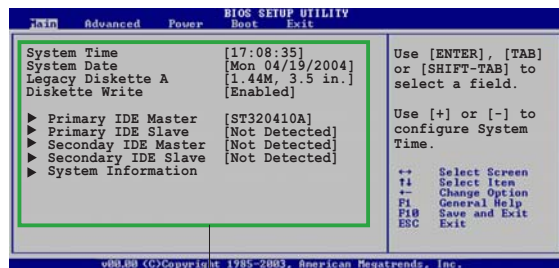 BIOS SETUP UTILITY
Main Advanced Power Boot Exit
System Time [17:08:35]
System Date [Mon 04/19/2004]
Legacy Diskette A [1.44M, 3.5 in.]
Diskette Write [Enabled]
Primary IDE Master [ST320410A]
Primary IDE Slave [Not Detected]
Seconday IDE Master [Not Detected]
Secondary IDE Slave [Not Detected]
System Information
Use [ENTER], [TAB]
or [SHIFT-TAB] to
select a field.
Use [+] or [-] to
configure System
Time.
↔ Select Screen
↑↓ Select Item
+- Change Option
F1 General Help
F10 Save and Exit
ESC Exit
v00.00 (C)Copyright 1985-2003, American Megatrends, Inc.